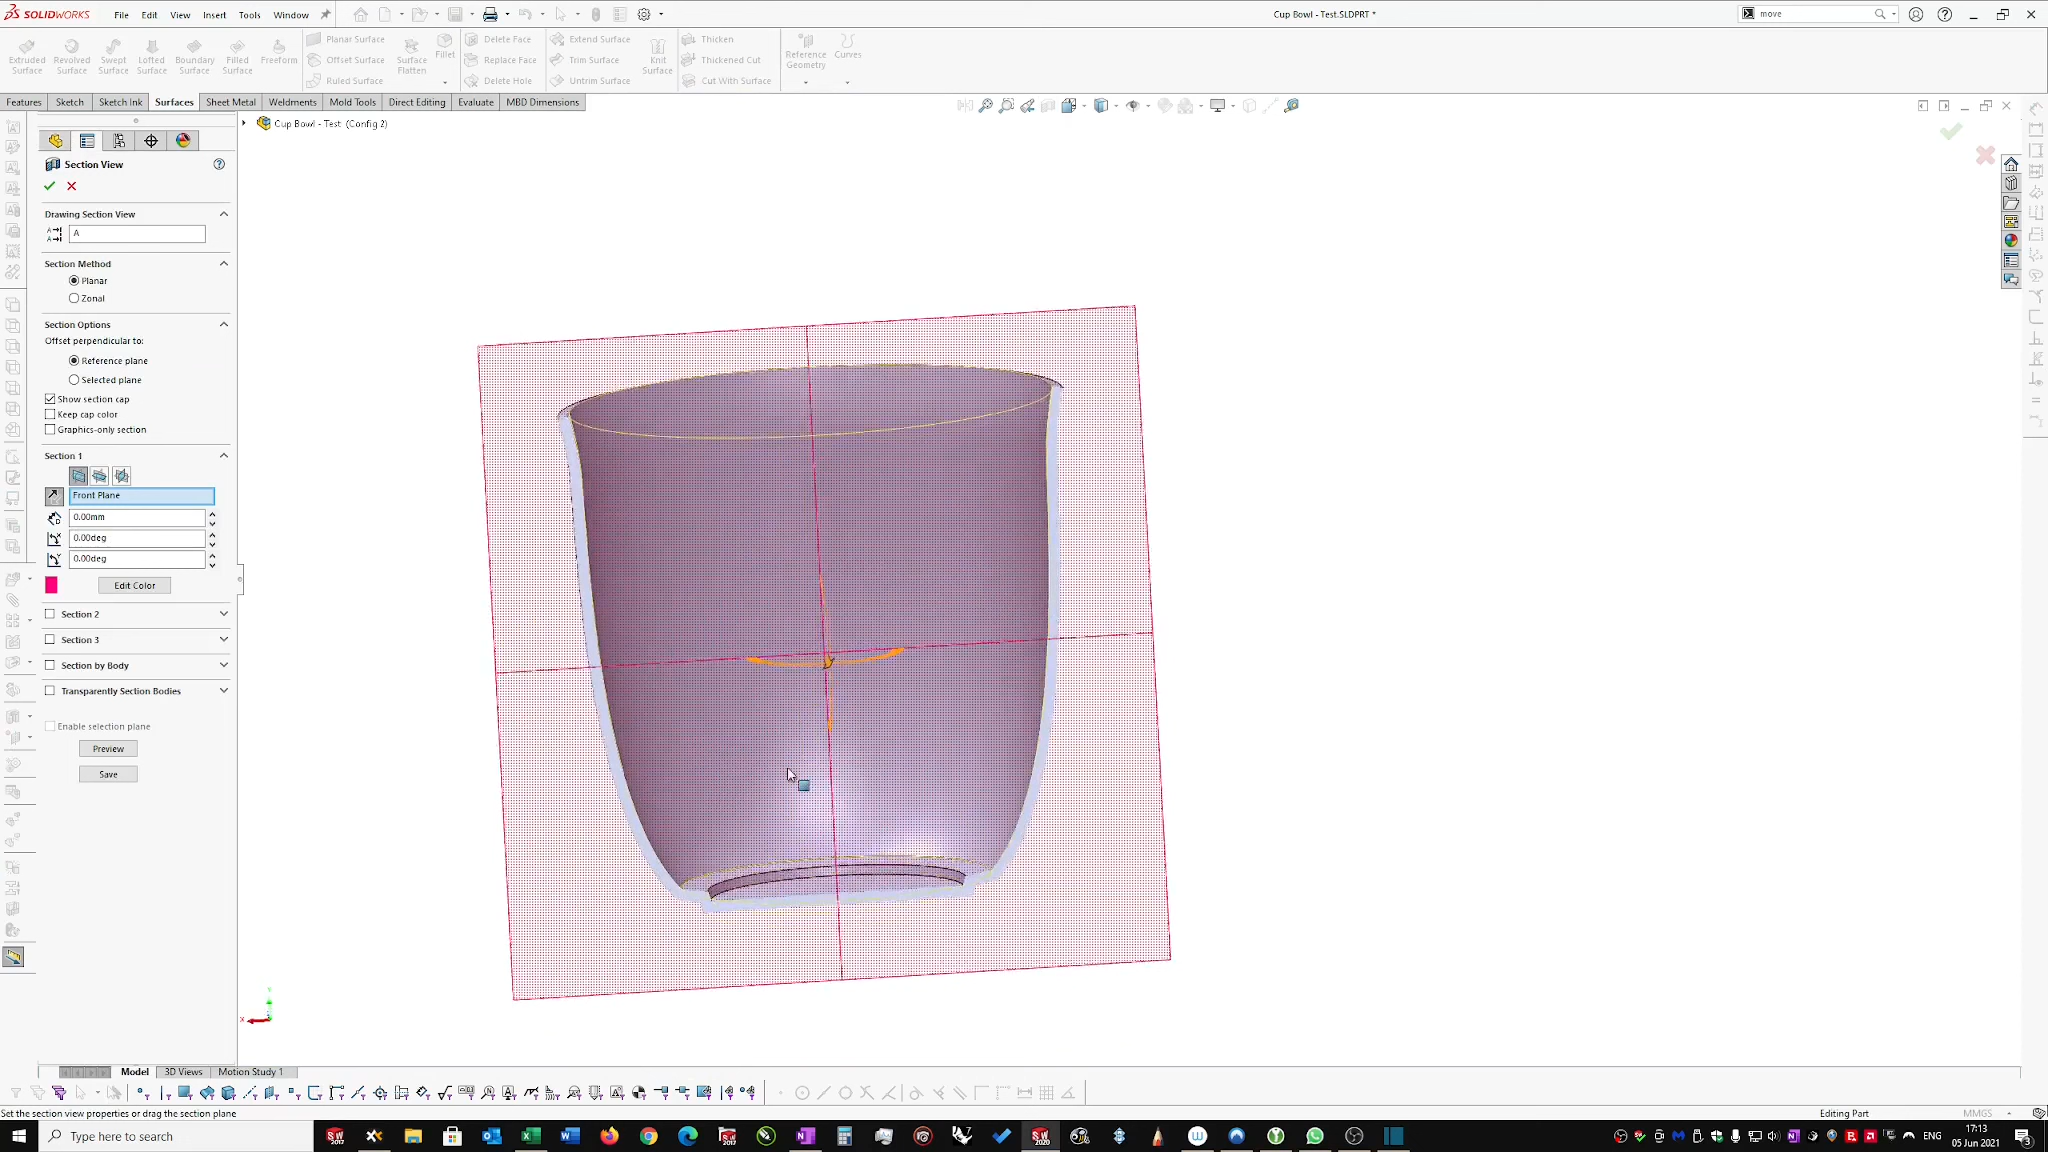 SOLIDWORKS File Edit View Insert Tools Window Cup Bowl - Test.SLDPRT * move
Extruded Surface
Revolved Surface
Swept Surface
Lofted Surface
Boundary Surface
Filled Surface
Freeform
Planar Surface
Offset Surface
Ruled Surface
Surface Flatten
Fillet
Delete Face
Replace Face
Delete Hole
Extend Surface
Trim Surface
Untrim Surface
Knit Surface
Thicken
Thickened Cut
Cut With Surface
Reference Geometry
Curves
Features Sketch Sketch Ink Surfaces Sheet Metal Weldments Mold Tools Direct Editing Evaluate MBD Dimensions
Cup Bowl - Test (Config 2)
Section View
Drawing Section View
A
Section Method
Planar
Zonal
Section Options
Offset perpendicular to:
Reference plane
Selected plane
Show section cap
Keep cap color
Graphics-only section
Section 1
Front Plane
0.00mm
0.00deg
0.00deg
Edit Color
Section 2
Section 3
Section by Body
Transparently Section Bodies
Enable selection plane
Preview
Save
Y
X
Model 3D Views Motion Study 1
Set the section view properties or drag the section plane Editing Part MMGS
Type here to search ENG 17:13
05 Jun 2021